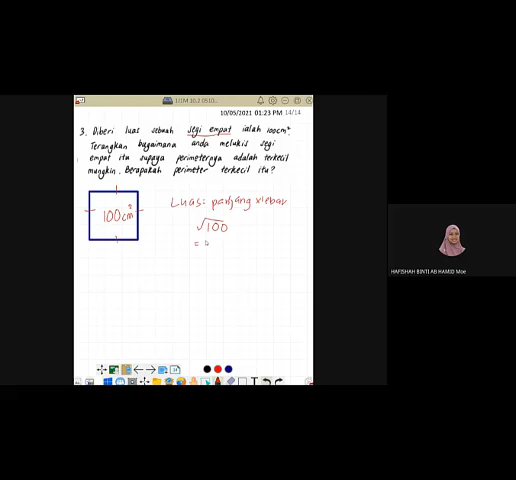 10/05/2021 01:23 PM 14/14
3. Diberi luas sebuah segi empat ialah 100cm²
Terangkan bagaimana anda melukis segi
empat itu supaya perimeternya adalah terkecil
mungkin. Berapakah perimeter terkecil itu?
Luas: panjang xlebar
100cm²
√100
=
HAFISHAH BINTI AB HAMID Moe